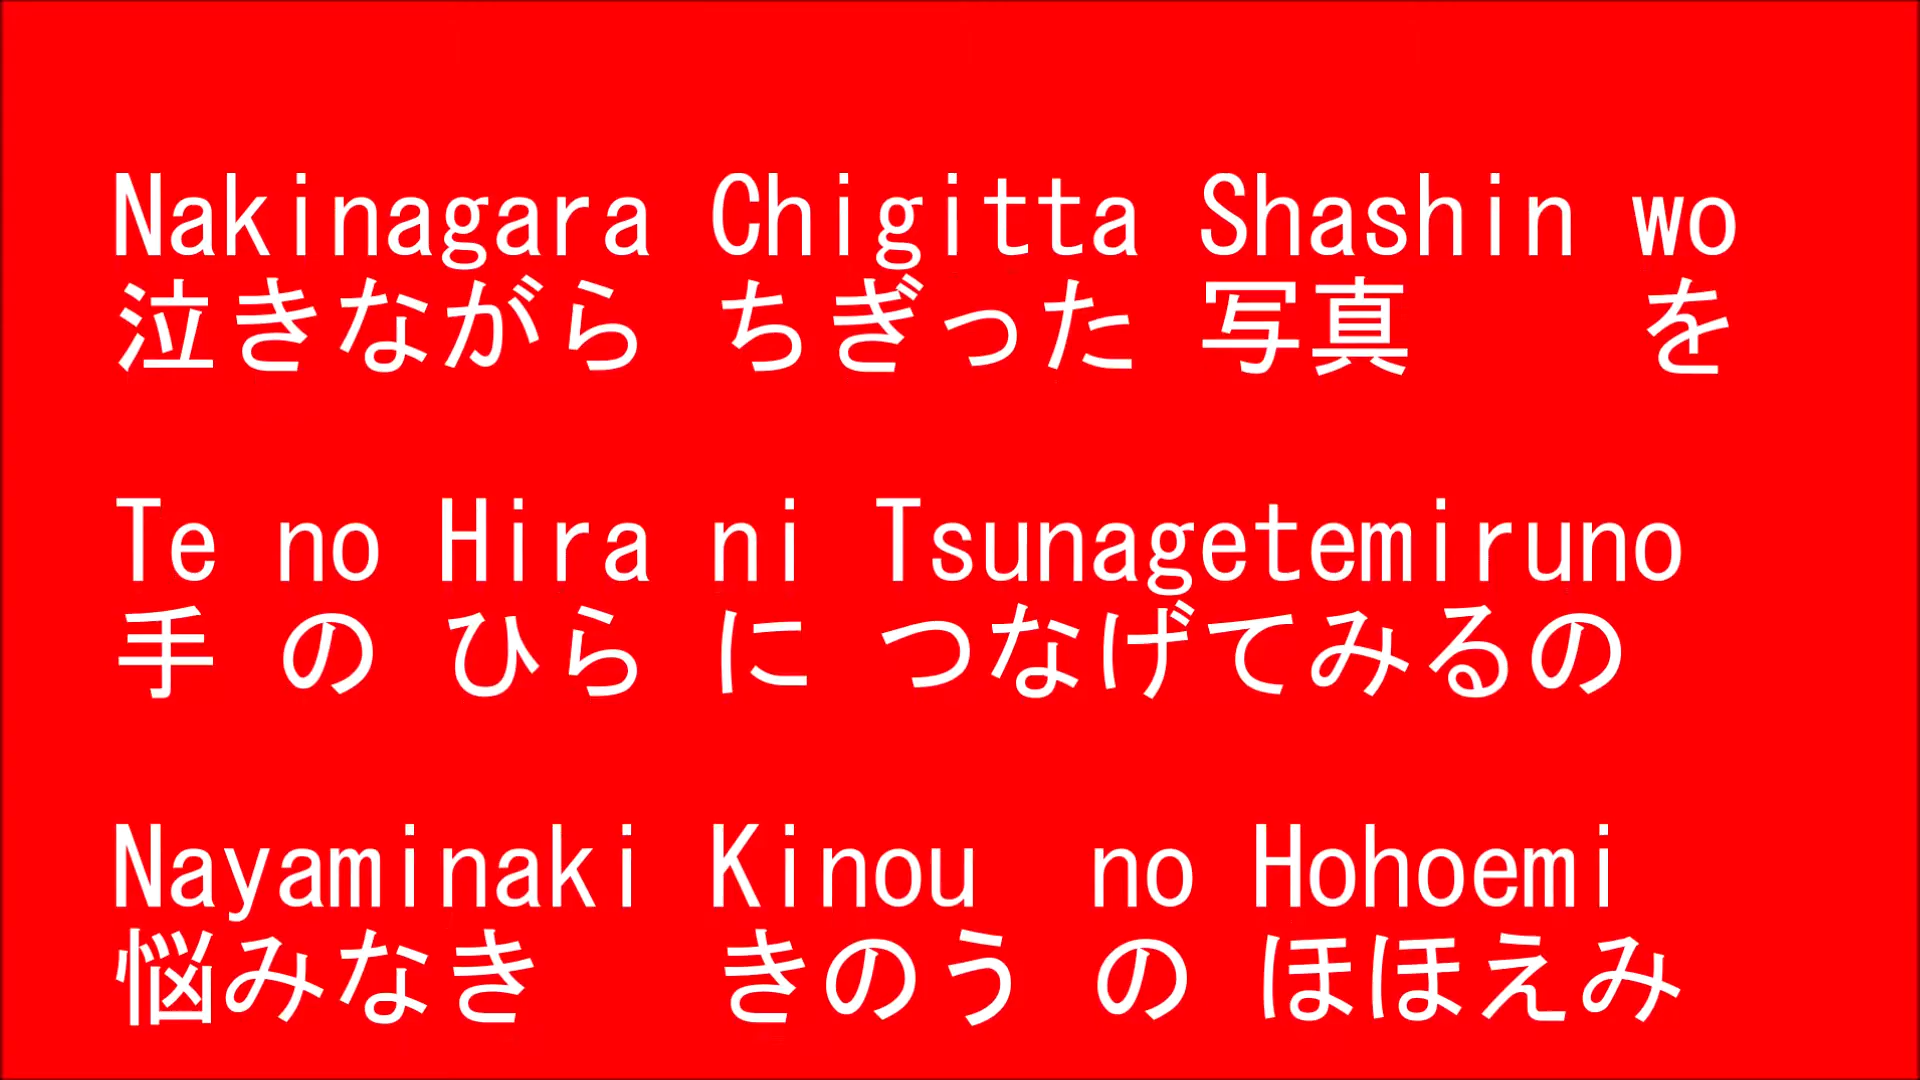 Nakinagara Chigitta Shashin wo
泣きながら ちぎった 写真 を
Te no Hira ni Tsunagetemiruno
手 の ひら に つなげてみるの
Nayaminaki Kinou no Hohoemi
悩みなき きのう の ほほえみ